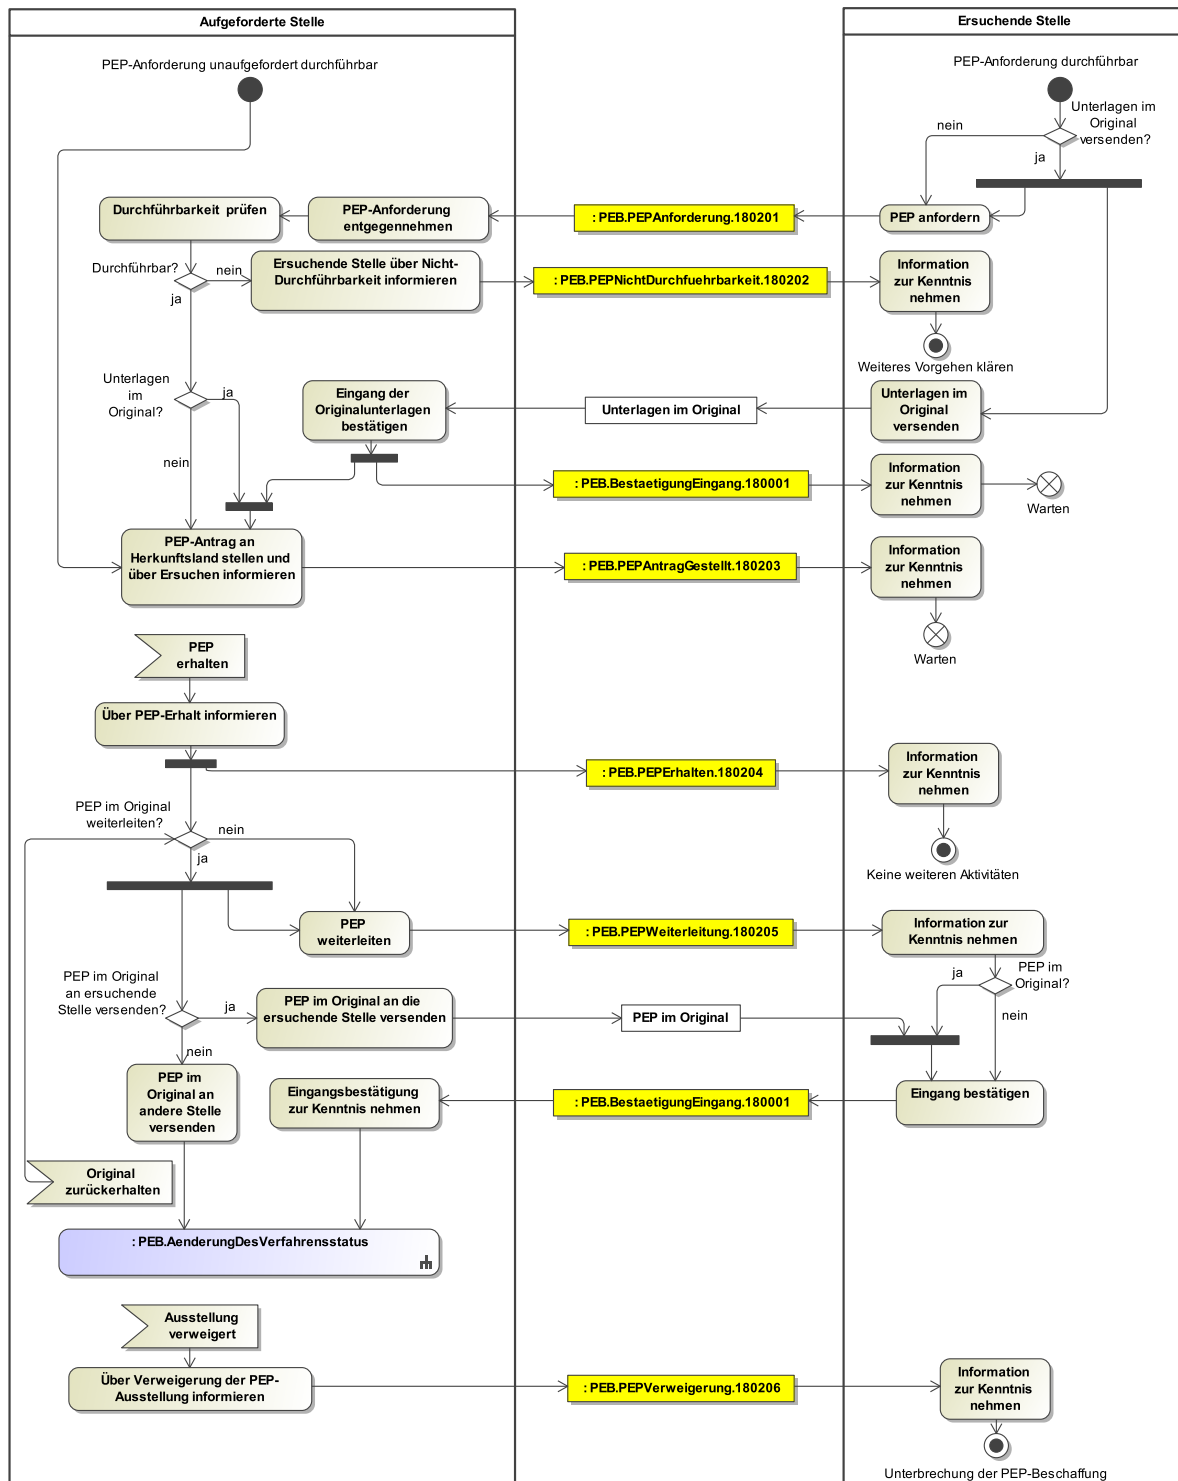 Aufgeforderte Stelle
Ersuchende Stelle
PEP-Anforderung unaufgefordert durchführbar
PEP-Anforderung durchführbar
Unterlagen im
Original
versenden?
nein
ja
Durchführbarkeit prüfen
PEP-Anforderung
entgegennehmen
: PEB.PEPAnforderung.180201
PEP anfordern
Durchführbar?
nein
ja
Ersuchende Stelle über Nicht-
Durchführbarkeit informieren
: PEB.PEPNichtDurchfuehrbarkeit.180202
Information
zur Kenntnis
nehmen
Weiteres Vorgehen klären
Unterlagen
im
Original?
ja
nein
Eingang der
Originalunterlagen
bestätigen
Unterlagen im Original
Unterlagen im
Original
versenden
: PEB.BestaetigungEingang.180001
Information
zur Kenntnis
nehmen
Warten
PEP-Antrag an
Herkunftsland stellen und
über Ersuchen informieren
: PEB.PEPAntragGestellt.180203
Information
zur Kenntnis
nehmen
Warten
PEP
erhalten
Über PEP-Erhalt informieren
: PEB.PEPErhalten.180204
Information
zur Kenntnis
nehmen
Keine weiteren Aktivitäten
PEP im Original
weiterleiten?
nein
ja
PEP
weiterleiten
: PEB.PEPWeiterleitung.180205
Information zur
Kenntnis nehmen
ja
PEP im
Original?
nein
PEP im Original
an ersuchende
Stelle versenden?
ja
nein
PEP im Original an die
ersuchende Stelle versenden
PEP im Original
PEP im
Original an
andere Stelle
versenden
Eingangsbestätigung
zur Kenntnis nehmen
: PEB.BestaetigungEingang.180001
Eingang bestätigen
Original
zurückerhalten
: PEB.AenderungDesVerfahrensstatus
Ausstellung
verweigert
Über Verweigerung der PEP-
Ausstellung informieren
: PEB.PEPVerweigerung.180206
Information
zur Kenntnis
nehmen
Unterbrechung der PEP-Beschaffung